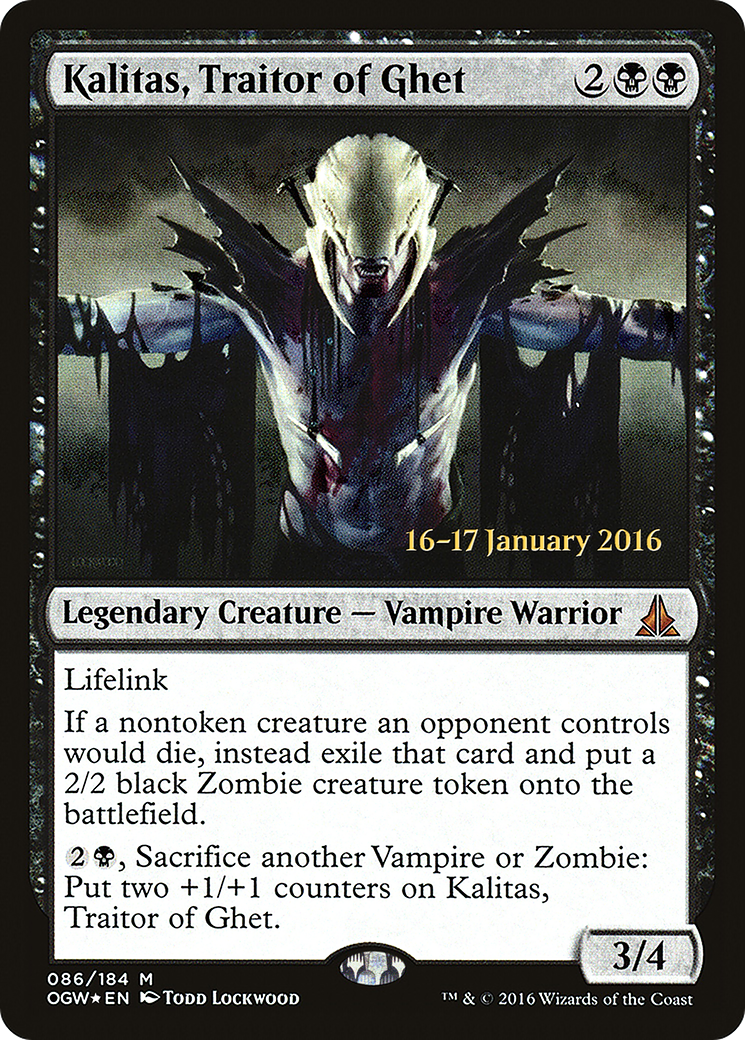 Kalitas, Traitor of Ghet 2
16–17 January 2016
Legendary Creature — Vampire Warrior
Lifelink
If a nontoken creature an opponent controls
would die, instead exile that card and put a
2/2 black Zombie creature token onto the
battlefield.
2, Sacrifice another Vampire or Zombie:
Put two +1/+1 counters on Kalitas,
Traitor of Ghet.
3/4
086/184 M
OGW★EN Todd Lockwood
™ & © 2016 Wizards of the Coast